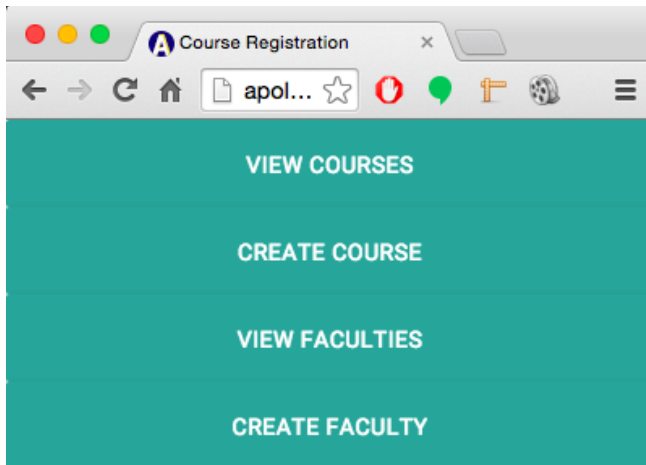 Course Registration
apol...
VIEW COURSES
CREATE COURSE
VIEW FACULTIES
CREATE FACULTY